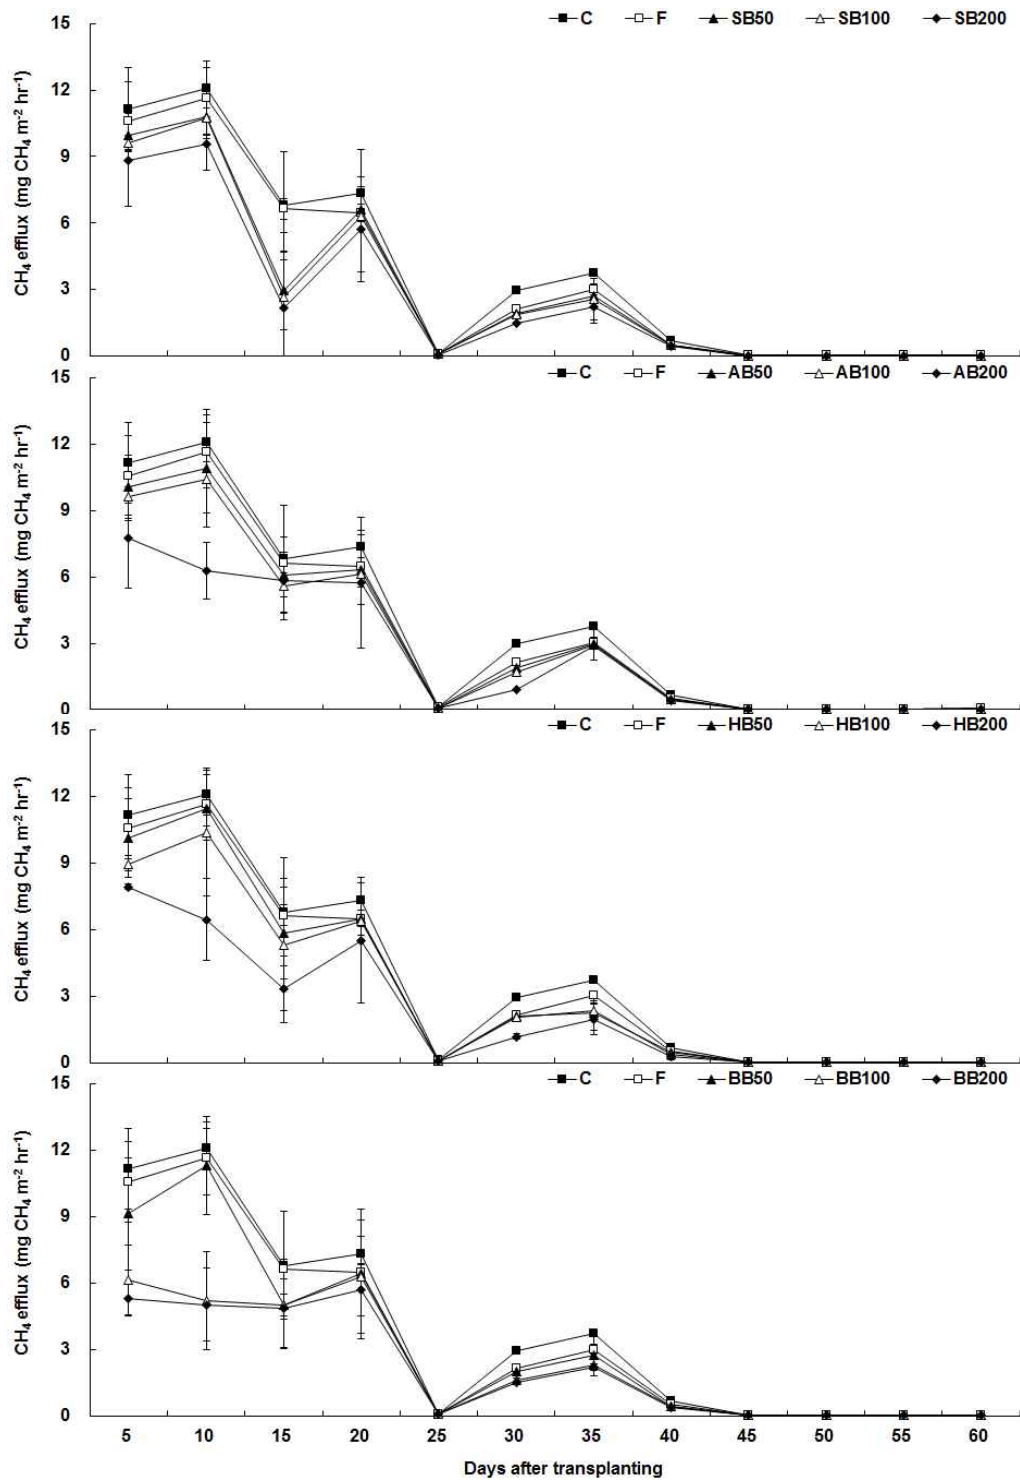 15
12
9
6
3
0
CH₄ efflux (mg CH₄ m⁻² hr⁻¹)
C F SB50 SB100 SB200
15
12
9
6
3
0
CH₄ efflux (mg CH₄ m⁻² hr⁻¹)
C F AB50 AB100 AB200
15
12
9
6
3
0
CH₄ efflux (mg CH₄ m⁻² hr⁻¹)
C F HB50 HB100 HB200
15
12
9
6
3
0
CH₄ efflux (mg CH₄ m⁻² hr⁻¹)
C F BB50 BB100 BB200
5 10 15 20 25 30 35 40 45 50 55 60
Days after transplanting